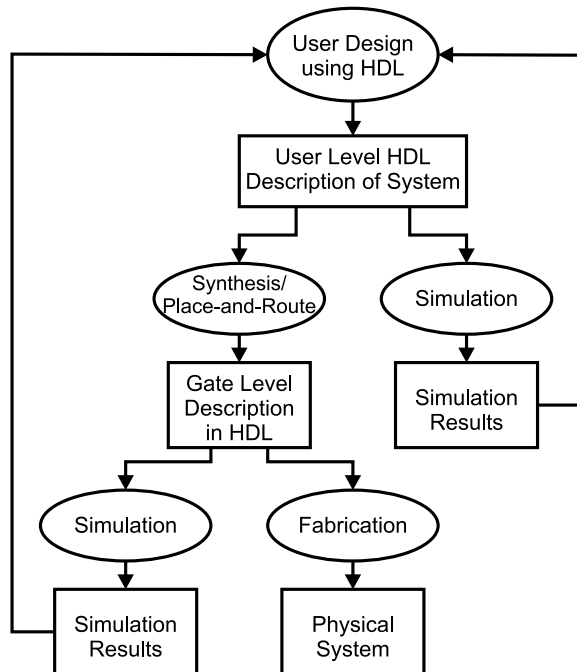 User Design
using HDL
User Level HDL
Description of System
Synthesis/
Place-and-Route
Simulation
Gate Level
Description
in HDL
Simulation
Results
Simulation
Fabrication
Simulation
Results
Physical
System